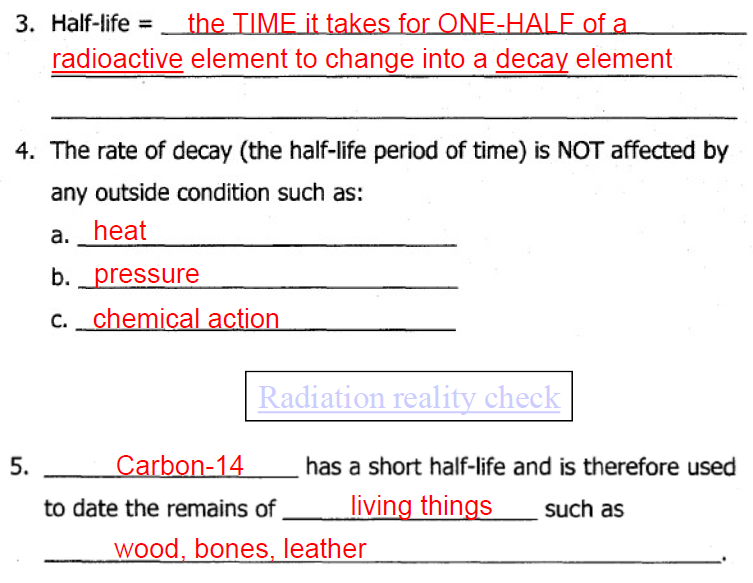 3. Half-life = the TIME it takes for ONE-HALF of a
radioactive element to change into a decay element
4. The rate of decay (the half-life period of time) is NOT affected by
any outside condition such as:
a. heat
b. pressure
c. chemical action
Radiation reality check
5. Carbon-14 has a short half-life and is therefore used
to date the remains of living things such as
wood, bones, leather.